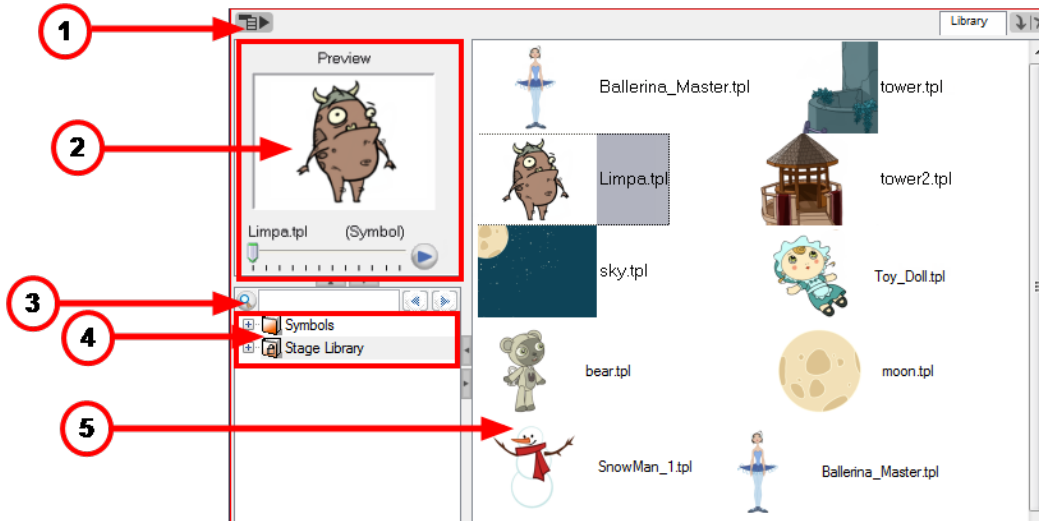 1
Library
Preview
Ballerina_Master.tpl
tower.tpl
2
Limpa.tpl
tower2.tpl
Limpa.tpl (Symbol)
sky.tpl
Toy_Doll.tpl
3
4
Symbols
Stage Library
bear.tpl
moon.tpl
5
SnowMan_1.tpl
Ballerina_Master.tpl